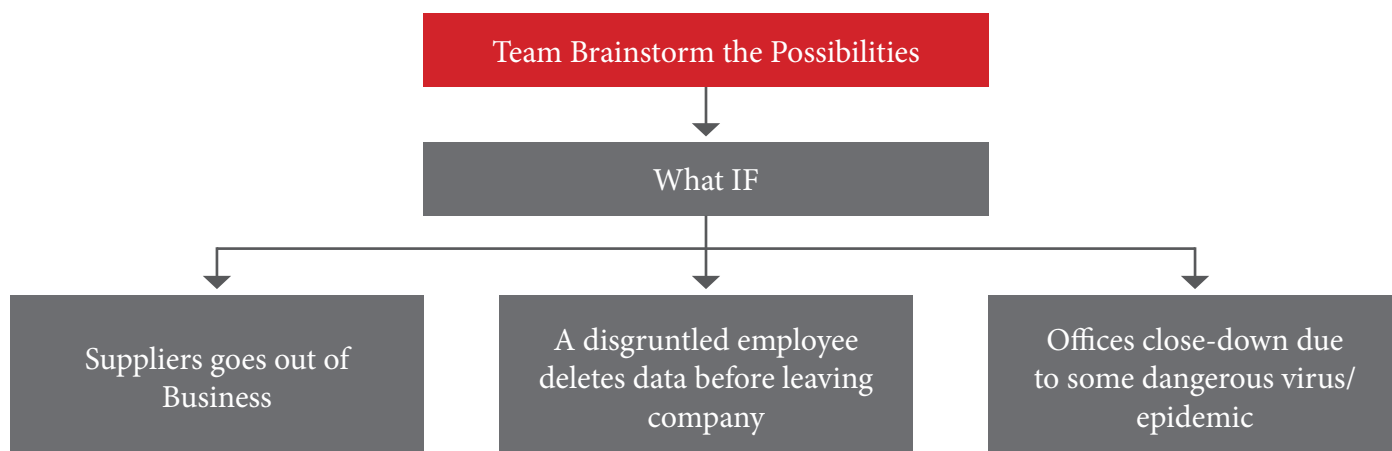 Team Brainstorm the Possibilities
What IF
Suppliers goes out of
Business
A disgruntled employee
deletes data before leaving
company
Offices close-down due
to some dangerous virus/
epidemic